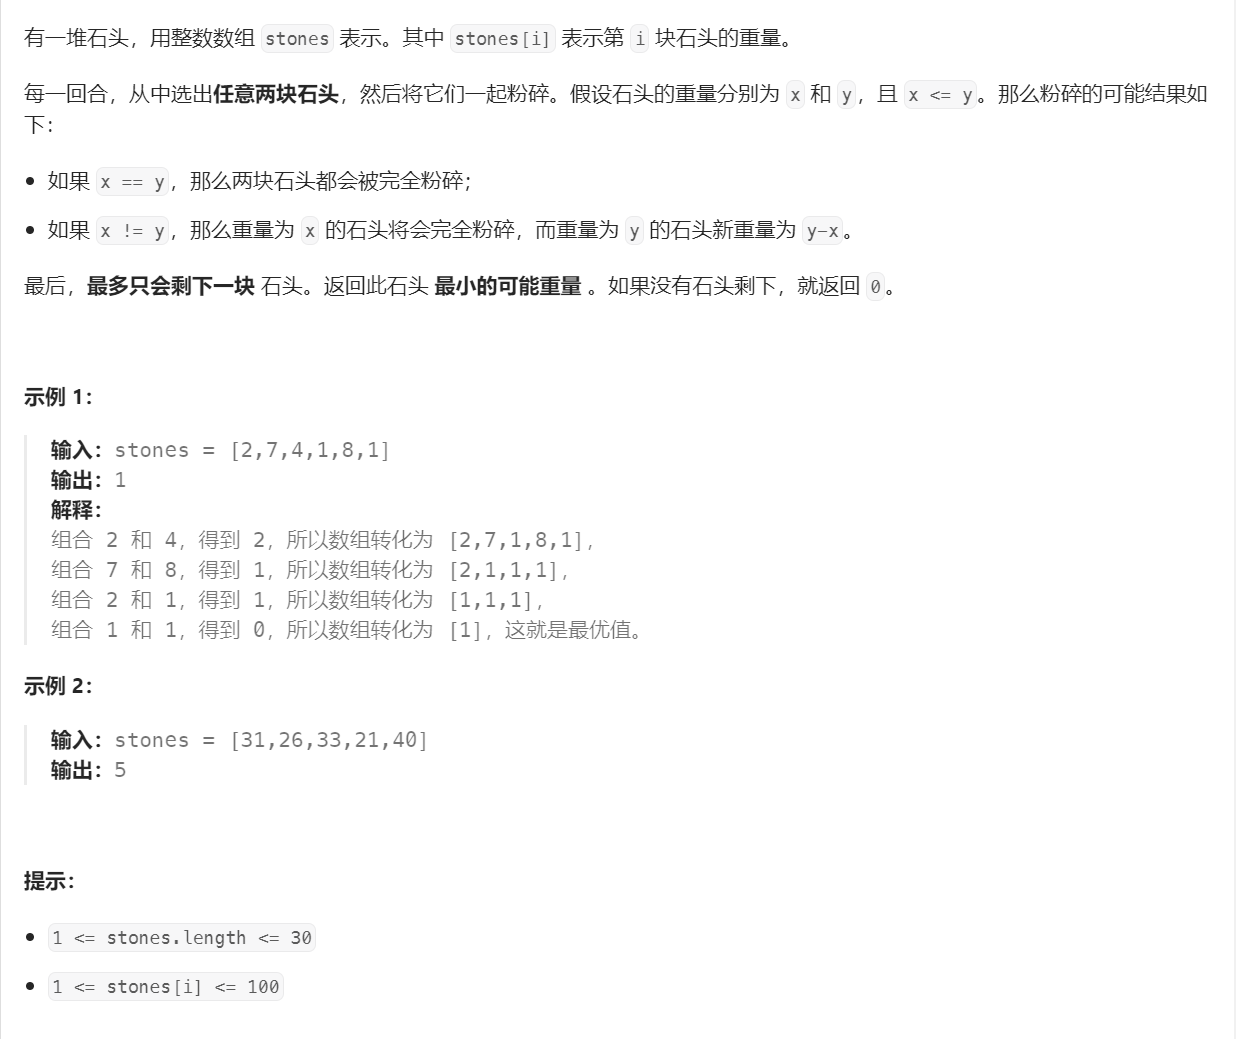 有一堆石头，用整数数组 stones 表示。其中 stones[i] 表示第 i 块石头的重量。
每一回合，从中选出任意两块石头，然后将它们一起粉碎。假设石头的重量分别为 x 和 y，且 x <= y。那么粉碎的可能结果如
下：
• 如果 x == y，那么两块石头都会被完全粉碎；
• 如果 x != y，那么重量为 x 的石头将会完全粉碎，而重量为 y 的石头新重量为 y-x。
最后，最多只会剩下一块 石头。返回此石头 最小的可能重量 。如果没有石头剩下，就返回 0。
示例 1：
输入：stones = [2,7,4,1,8,1]
输出：1
解释：
组合 2 和 4，得到 2，所以数组转化为 [2,7,1,8,1]，
组合 7 和 8，得到 1，所以数组转化为 [2,1,1,1]，
组合 2 和 1，得到 1，所以数组转化为 [1,1,1]，
组合 1 和 1，得到 0，所以数组转化为 [1]，这就是最优值。
示例 2：
输入：stones = [31,26,33,21,40]
输出：5
提示：
• 1 <= stones.length <= 30
• 1 <= stones[i] <= 100